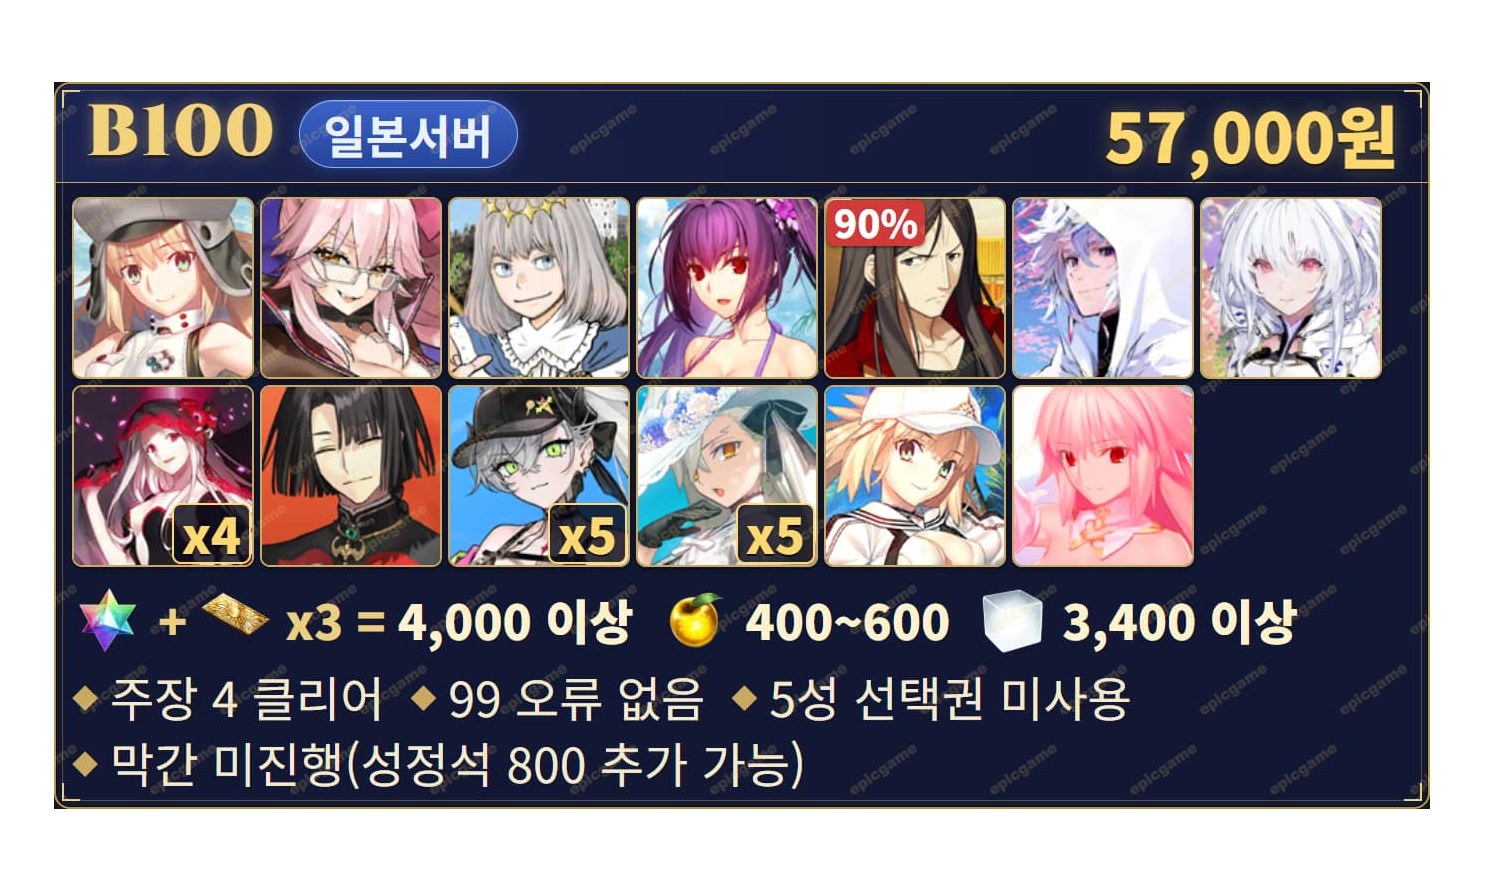 B100 일본서버 57,000원
90%
x4 x5 x5
+ x3 = 4,000 이상 400~600 3,400 이상
◆ 주장 4 클리어 ◆ 99 오류 없음 ◆ 5성 선택권 미사용
◆ 막간 미진행(성정석 800 추가 가능)
epicgame